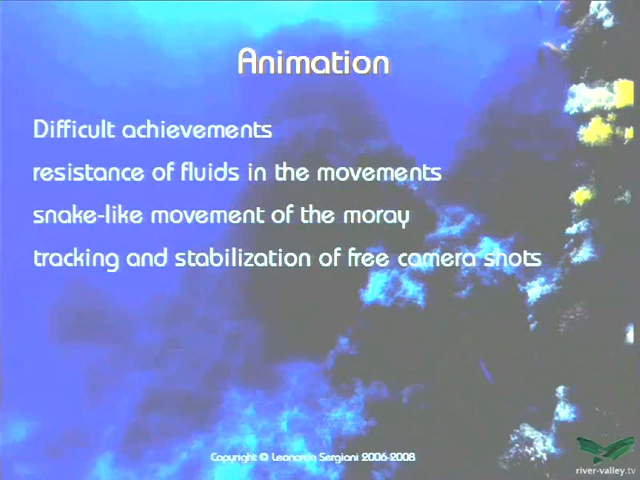 Animation
Difficult achievements
resistance of fluids in the movements
snake-like movement of the moray
tracking and stabilization of free camera shots
Copyright © Leonardo Sergiani 2006-2008
river-valley.tv